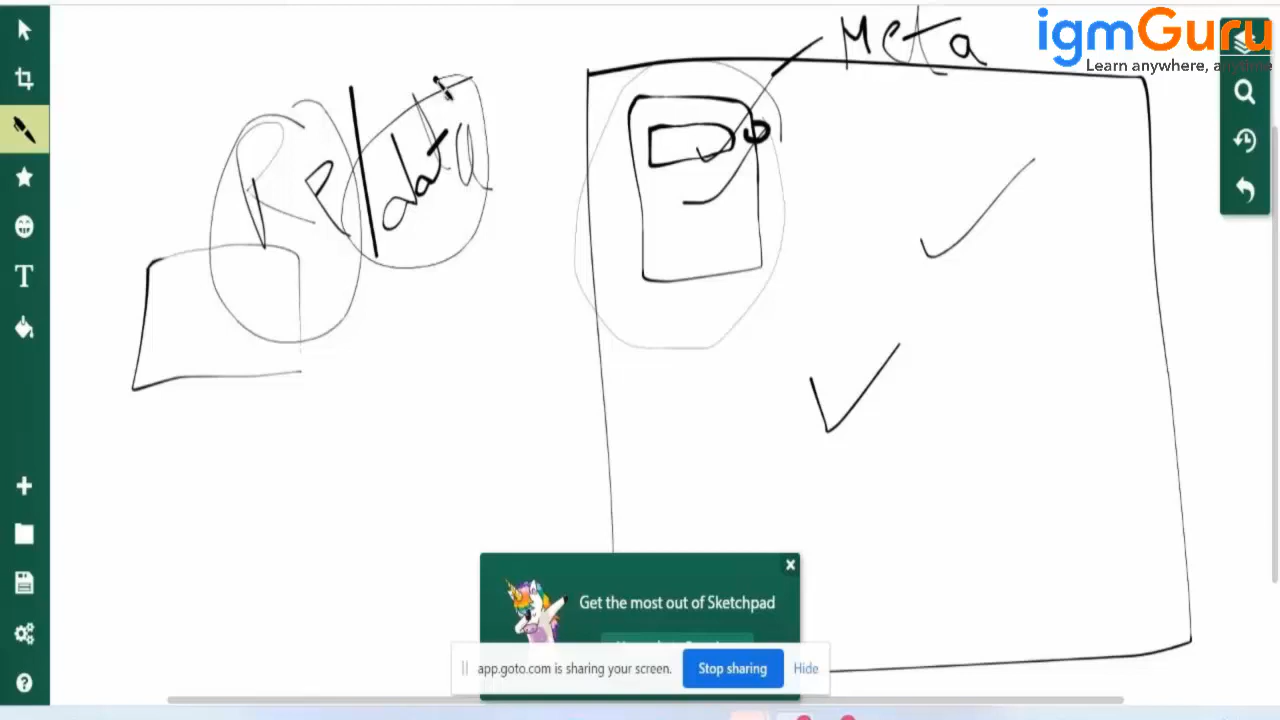 Meta
igmGuru
Learn anywhere, anytime
RP/data
T
Get the most out of Sketchpad
app.goto.com is sharing your screen.
Stop sharing
Hide